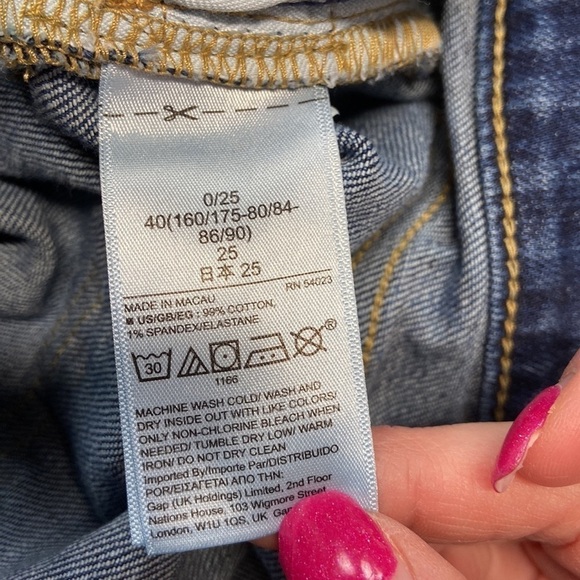 0/25
40(160/175-80/84-
86/90)
25
日本 25
RN 54023
MADE IN MACAU
■ US/GB/EG : 99% COTTON,
1% SPANDEX/ELASTANE
30
1166
MACHINE WASH COLD/ WASH AND
DRY INSIDE OUT WITH LIKE COLORS/
ONLY NON-CHLORINE BLEACH WHEN
NEEDED/ TUMBLE DRY LOW/ WARM
IRON/ DO NOT DRY CLEAN
Imported By/Importe Par/DISTRIBUIDO
POR/ΕΙΣΑΓΕΤΑΙ ΑΠΟ ΤΗΝ :
Gap (UK Holdings) Limited, 2nd Floor
Nations House, 103 Wigmore Street
London, W1U 1QS, UK